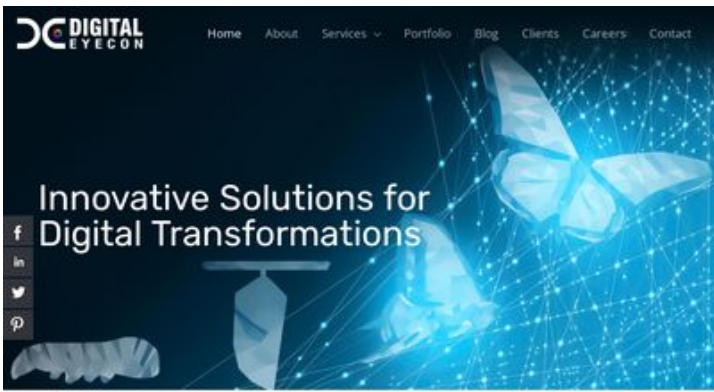 DIGITAL
EYECON
Home About Services Portfolio Blog Clients Careers Contact
Innovative Solutions for
Digital Transformations